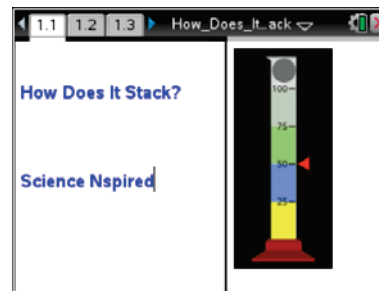 1.1 1.2 1.3 How_Does_It…ack
How Does It Stack?
Science Nspired
100
75
50
25